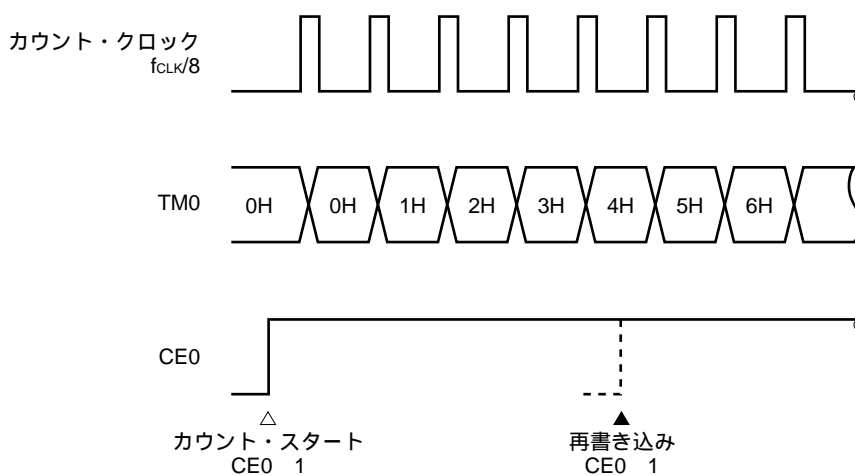 カウント・クロック
fCLK/8
TM0
0H 0H 1H 2H 3H 4H 5H 6H
CE0
カウント・スタート
CE0 1
再書き込み
CE0 1